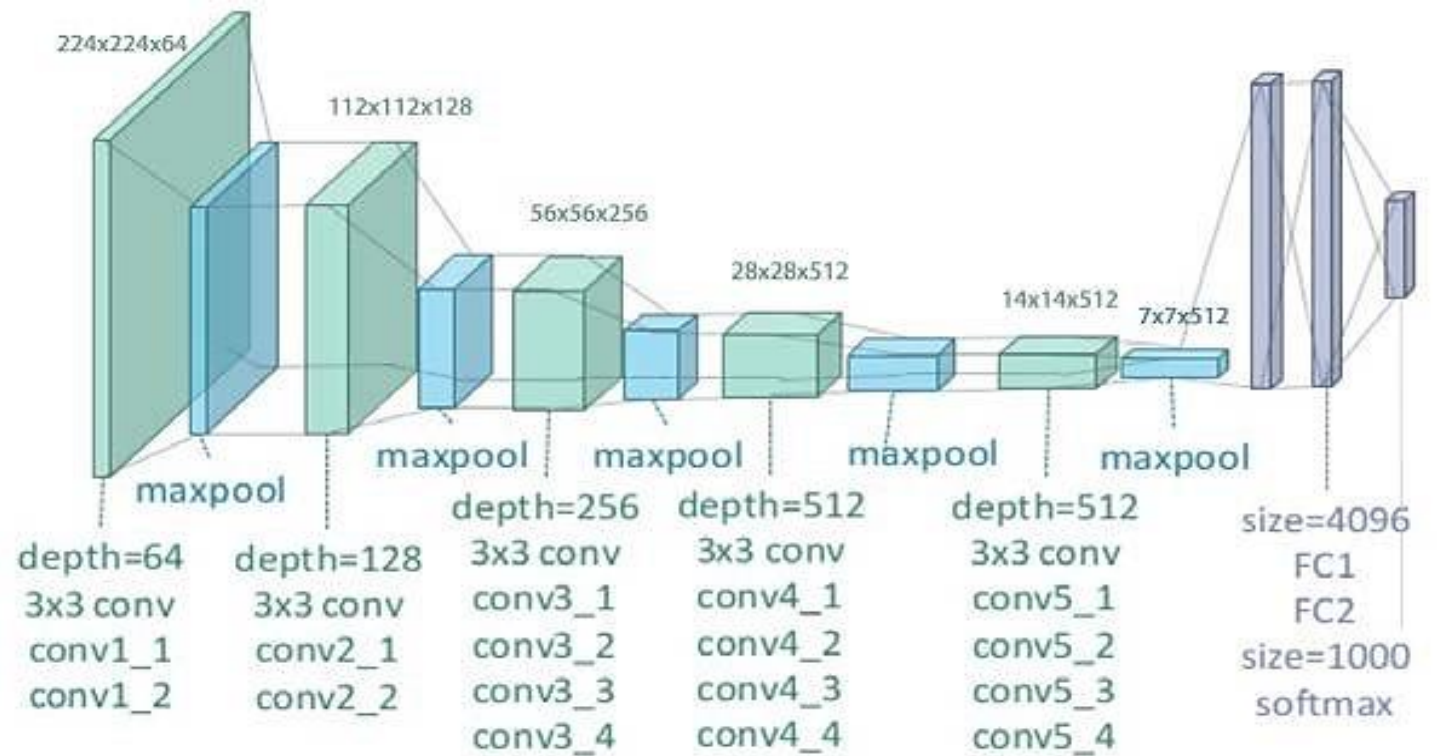 224x224x64
112x112x128
56x56x256
28x28x512
14x14x512
7x7x512
maxpool
maxpool
maxpool
maxpool
maxpool
depth=64
3x3 conv
conv1_1
conv1_2
depth=128
3x3 conv
conv2_1
conv2_2
depth=256
3x3 conv
conv3_1
conv3_2
conv3_3
conv3_4
depth=512
3x3 conv
conv4_1
conv4_2
conv4_3
conv4_4
depth=512
3x3 conv
conv5_1
conv5_2
conv5_3
conv5_4
size=4096
FC1
FC2
size=1000
softmax